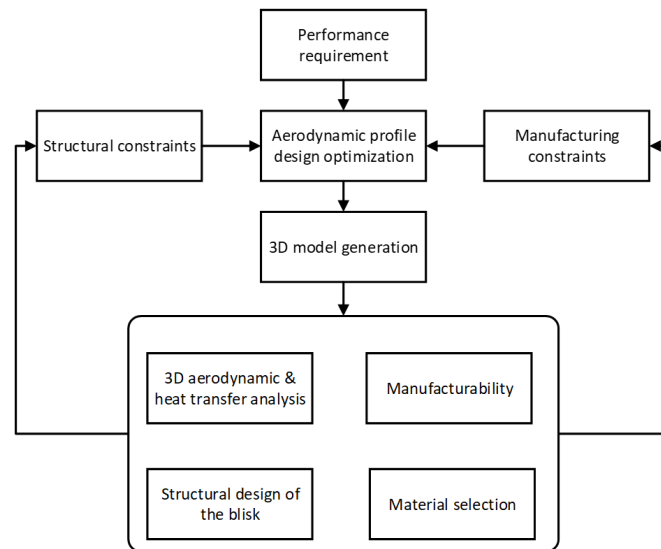 Performance
requirement
Structural constraints
Aerodynamic profile
design optimization
Manufacturing
constraints
3D model generation
3D aerodynamic &
heat transfer analysis
Manufacturability
Structural design of
the blisk
Material selection